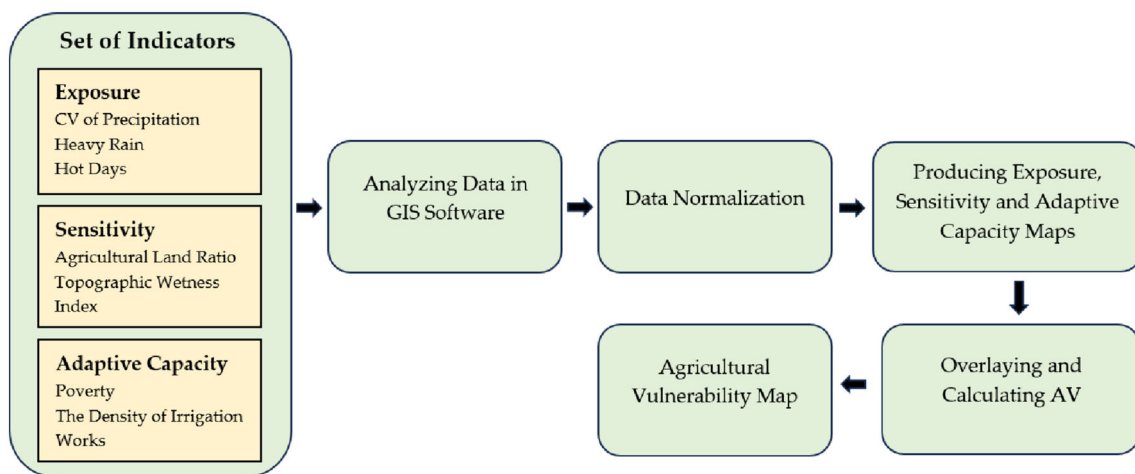 Set of Indicators
Exposure
CV of Precipitation
Heavy Rain
Hot Days
Sensitivity
Agricultural Land Ratio
Topographic Wetness
Index
Adaptive Capacity
Poverty
The Density of Irrigation
Works
Analyzing Data in
GIS Software
Data Normalization
Producing Exposure,
Sensitivity and Adaptive
Capacity Maps
Overlaying and
Calculating AV
Agricultural
Vulnerability Map